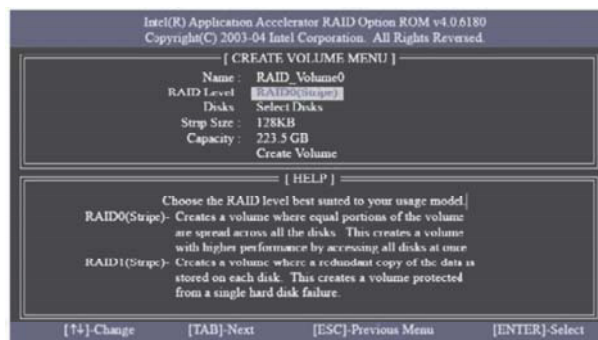 Intel(R) Application Accelerator RAID Option ROM v4.0.6180
Copyright(C) 2003-04 Intel Corporation. All Rights Reversed.
[ CREATE VOLUME MENU ]
Name : RAID_Volume0
RAID Level RAID0(Stripe)
Disks Select Disks
Strip Size : 128KB
Capacity : 223.5 GB
Create Volume
[ HELP ]
Choose the RAID level best suited to your usage model.
RAID0(Stripe)- Creates a volume where equal portions of the volume
are spread across all the disks. This creates a volume
with higher performance by accessing all disks at once
RAID1(Stripe)- Creates a volume where a redundant copy of the data is
stored on each disk. This creates a volume protected
from a single hard disk failure.
[↑↓]-Change [TAB]-Next [ESC]-Previous Menu [ENTER]-Select